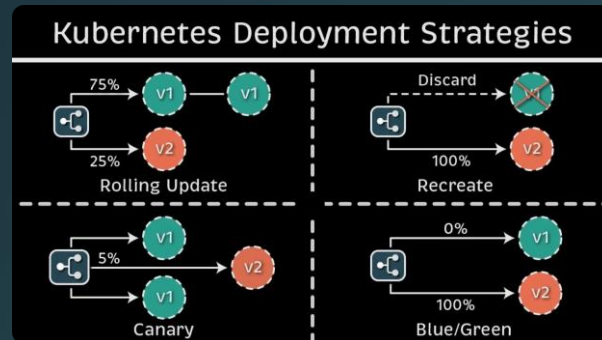 Kubernetes Deployment Strategies
75%
v1
v1
v2
25%
Rolling Update
Discard
v1
v2
100%
Recreate
v1
5%
v2
v1
Canary
0%
v1
v2
100%
Blue/Green